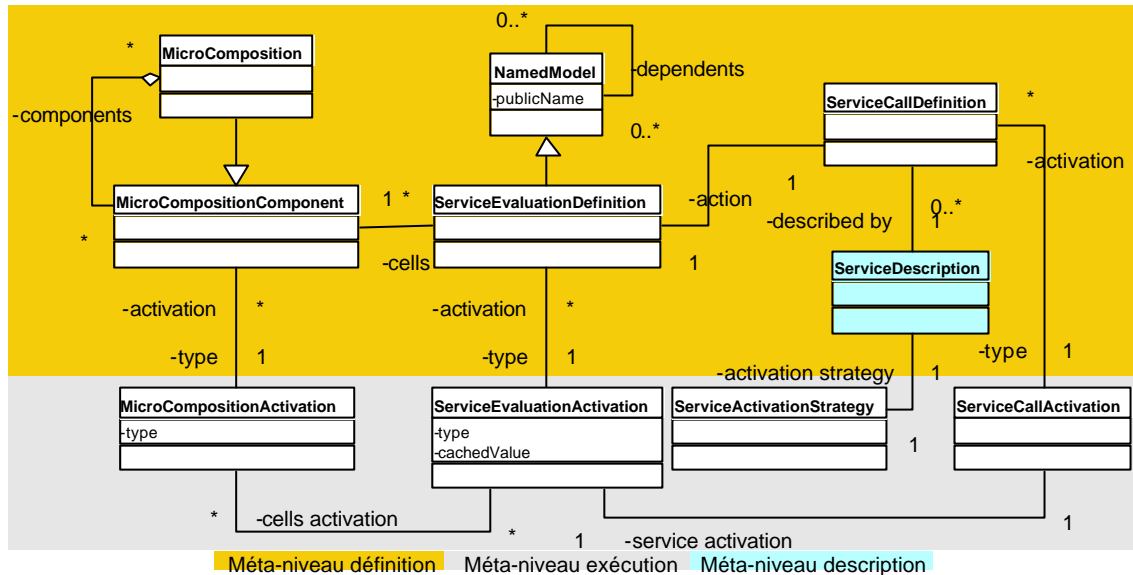 0..*
*
MicroComposition
NamedModel
-dependents
-publicName
ServiceCallDefinition
*
-components
0..*
-activation
MicroCompositionComponent
1
*
ServiceEvaluationDefinition
-action
1
0..*
-described by
1
*
-cells
1
ServiceDescription
-activation
*
-activation
*
-type
1
-type
1
-type
1
-activation strategy
1
MicroCompositionActivation
-type
ServiceEvaluationActivation
-type
-cachedValue
ServiceActivationStrategy
ServiceCallActivation
1
*
-cells activation
*
1
-service activation
1
Méta-niveau définition
Méta-niveau exécution
Méta-niveau description